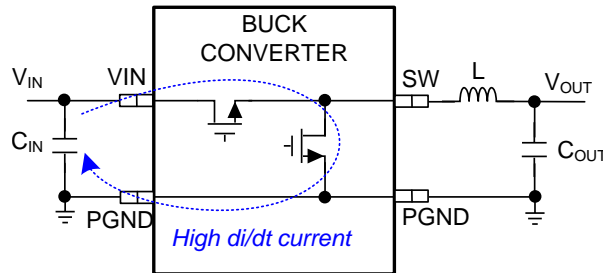 BUCK
CONVERTER
VIN
VIN
SW
L
VOUT
CIN
COUT
PGND
PGND
High di/dt current